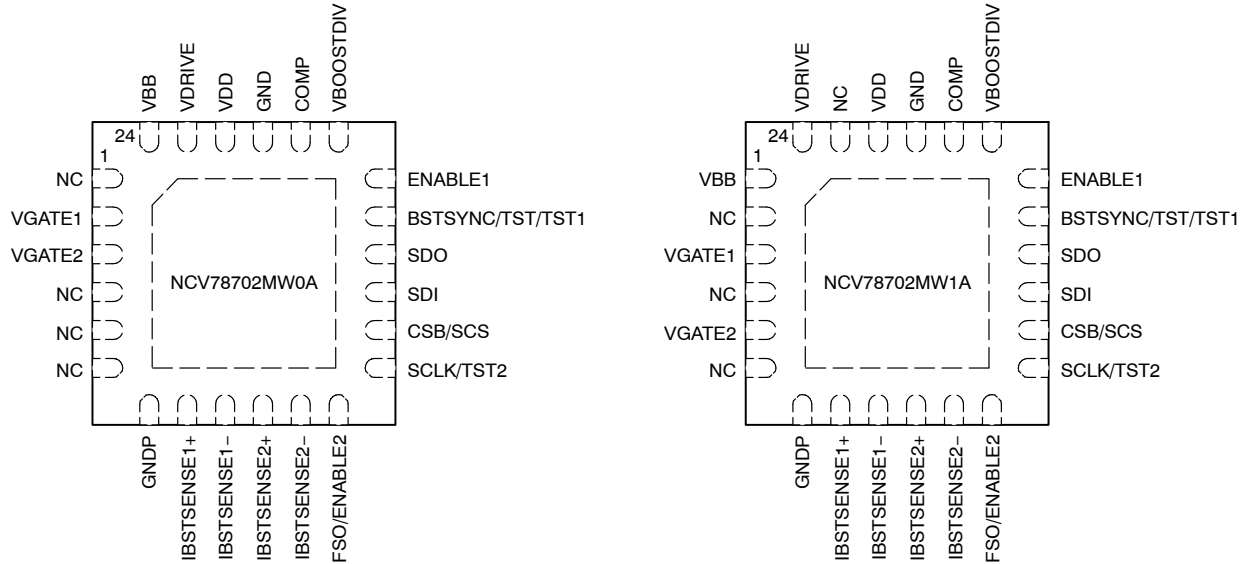 VBB
VDRIVE
VDD
GND
COMP
VBOOSTDIV
24
1
NC
VGATE1
VGATE2
NC
NC
NC
NCV78702MW0A
ENABLE1
BSTSYNC/TST/TST1
SDO
SDI
CSB/SCS
SCLK/TST2
GNDP
IBSTSENSE1+
IBSTSENSE1−
IBSTSENSE2+
IBSTSENSE2−
FSO/ENABLE2
VDRIVE
NC
VDD
GND
COMP
VBOOSTDIV
24
1
VBB
NC
VGATE1
NC
VGATE2
NC
NCV78702MW1A
ENABLE1
BSTSYNC/TST/TST1
SDO
SDI
CSB/SCS
SCLK/TST2
GNDP
IBSTSENSE1+
IBSTSENSE1−
IBSTSENSE2+
IBSTSENSE2−
FSO/ENABLE2